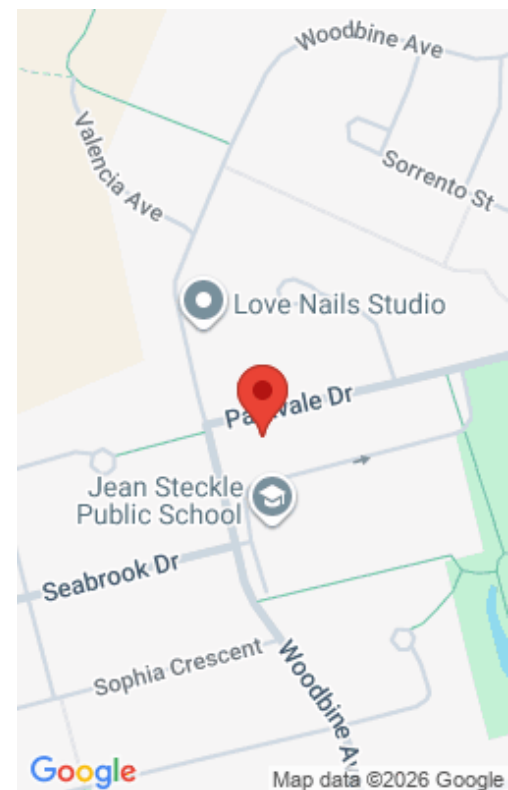 Woodbine Ave
Valencia Ave
Sorrento St
Love Nails Studio
Dr
Jean Steckle
Public School
Seabrook Dr
Sophia Crescent
Woodbine Av
Google
Map data ©2026 Google